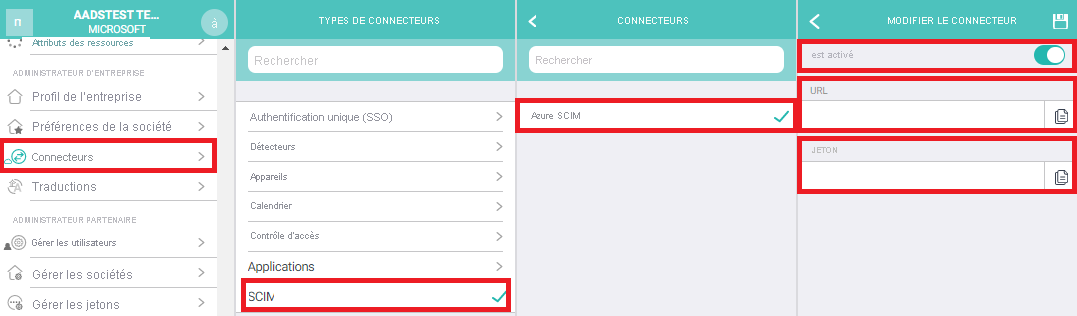 n
AADSTEST TE...
MICROSOFT
à
Attributs des ressources
ADMINISTRATEUR D'ENTREPRISE
Profil de l'entreprise
Préférences de la société
Connecteurs
Traductions
ADMINISTRATEUR PARTENAIRE
Gérer les utilisateurs
Gérer les sociétés
Gérer les jetons
TYPES DE CONNECTEURS
Rechercher
Authentification unique (SSO)
Détecteurs
Appareils
Calendrier
Contrôle d'accès
Applications
SCIM
CONNECTEURS
Rechercher
Azure SCIM
MODIFIER LE CONNECTEUR
est activé
URL
JETON